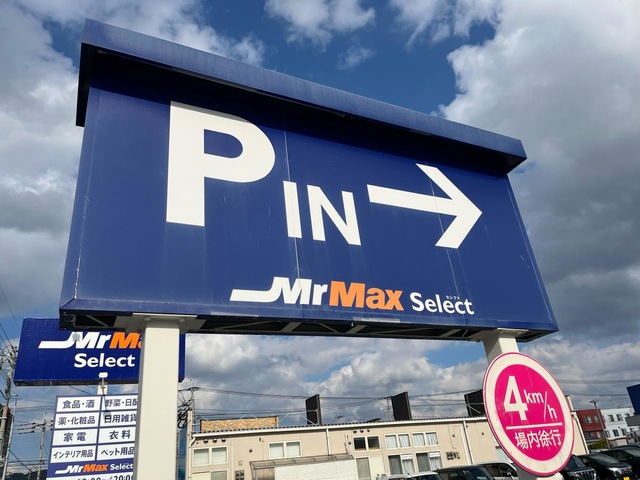 P IN
MrMax Select
セレクト
MrMa
Select
食品・酒 野菜・日配
薬・化粧品 日用雑貨
家電 衣料
インテリア用品 ペット用品
MrMax Select
4km/h
場内徐行